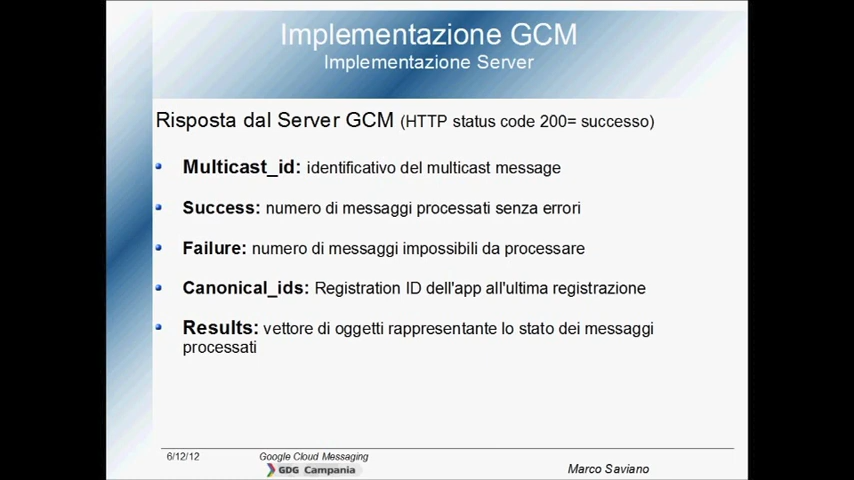 Implementazione GCM
Implementazione Server
Risposta dal Server GCM (HTTP status code 200= successo)
Multicast_id: identificativo del multicast message
Success: numero di messaggi processati senza errori
Failure: numero di messaggi impossibili da processare
Canonical_ids: Registration ID dell'app all'ultima registrazione
Results: vettore di oggetti rappresentante lo stato dei messaggi
processati
6/12/12
Google Cloud Messaging
GDG Campania
Marco Saviano